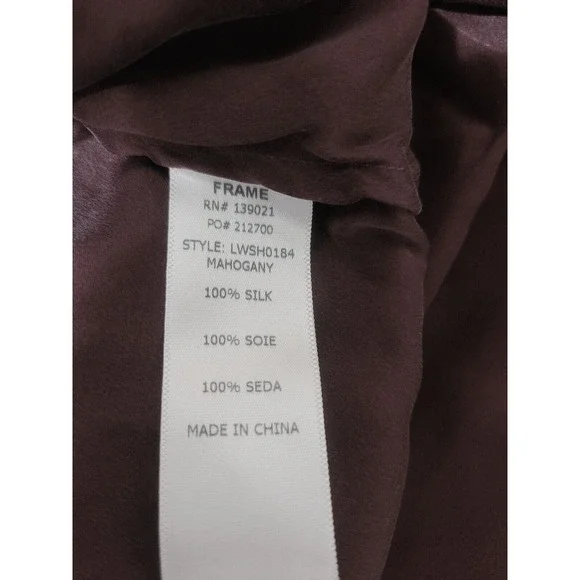 FRAME
RN# 139021
PO# 212700
STYLE: LWSH0184
MAHOGANY
100% SILK
100% SOIE
100% SEDA
MADE IN CHINA